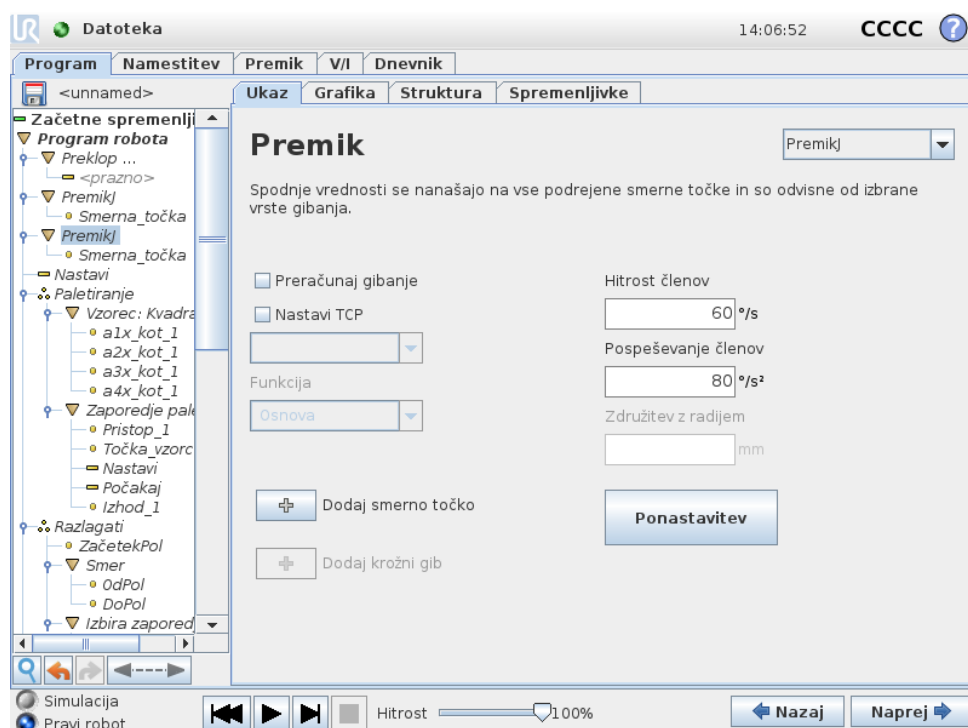 UR Datoteka 14:06:52 CCCC ?
Program Namestitev Premik V/I Dnevnik
<unnamed>
Ukaz Grafika Struktura Spremenljivke
Začetne spremenlji
Program robota
Preklop ...
<prazno>
PremikJ
Smerna_točka
PremikJ
Smerna_točka
Nastavi
Paletiranje
Vzorec: Kvadra
a1x_kot_1
a2x_kot_1
a3x_kot_1
a4x_kot_1
Zaporedje pale
Pristop_1
Točka_vzorc
Nastavi
Počakaj
Izhod_1
Razlagati
ZačetekPol
Smer
OdPol
DoPol
Izbira zapored
Premik
PremikJ
Spodnje vrednosti se nanašajo na vse podrejene smerne točke in so odvisne od izbrane
vrste gibanja.
Preračunaj gibanje
Nastavi TCP
Funkcija
Osnova
Dodaj smerno točko
Dodaj krožni gib
Hitrost členov
60 °/s
Pospeševanje členov
80 °/s²
Združitev z radijem
mm
Ponastavitev
Simulacija
Pravi robot
Hitrost 100%
Nazaj Naprej